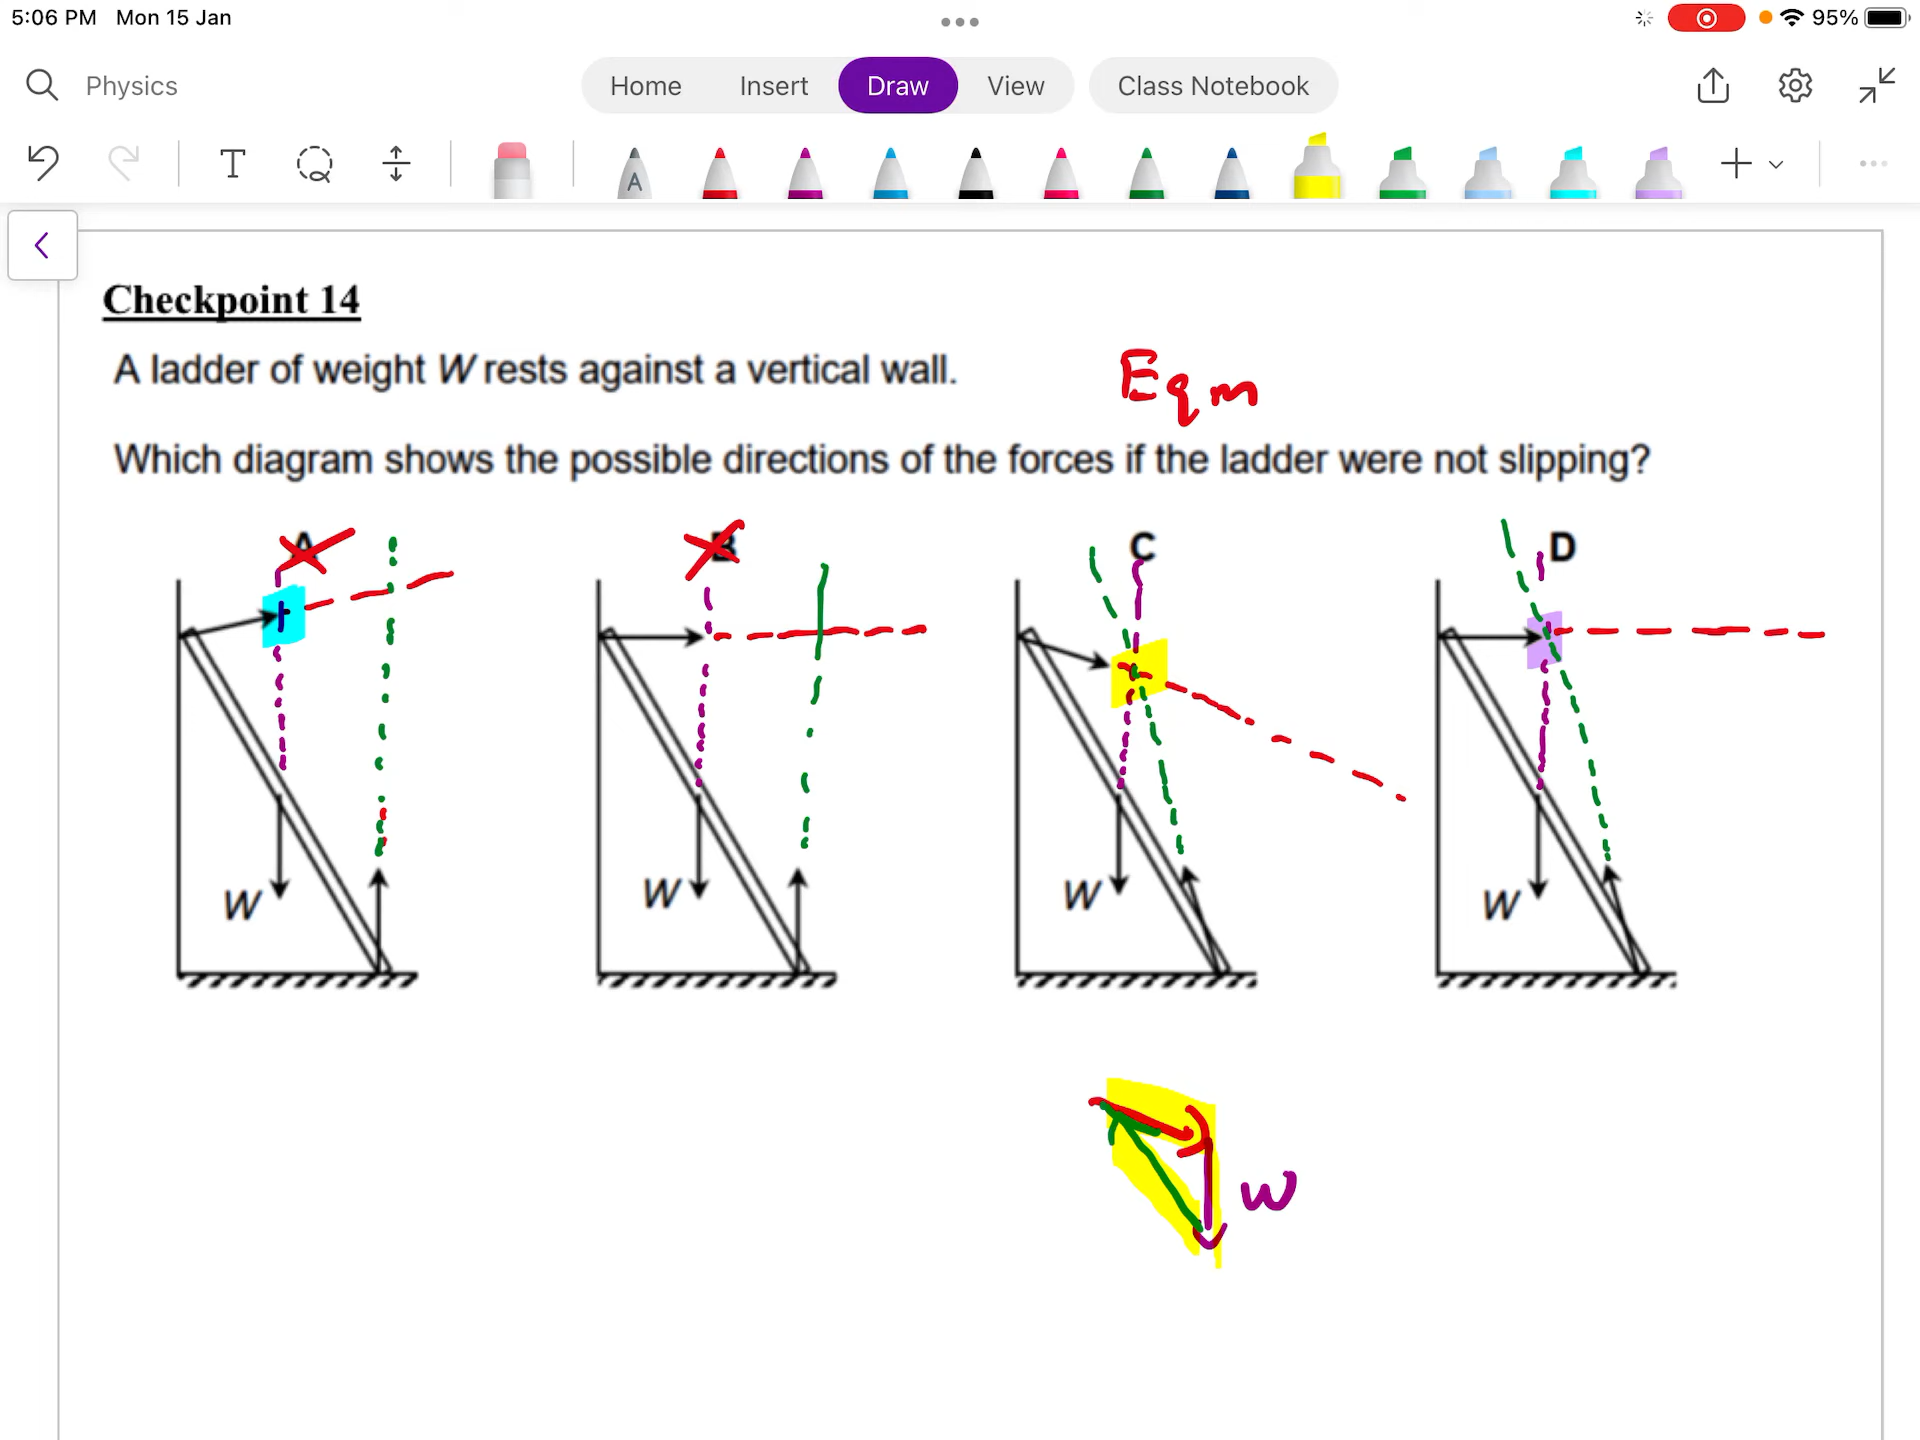 5:06 PM Mon 15 Jan
95%
Physics
Home Insert Draw View Class Notebook
T
A
Checkpoint 14
A ladder of weight W rests against a vertical wall.
Eqm
Which diagram shows the possible directions of the forces if the ladder were not slipping?
A B C D
W W W W
W